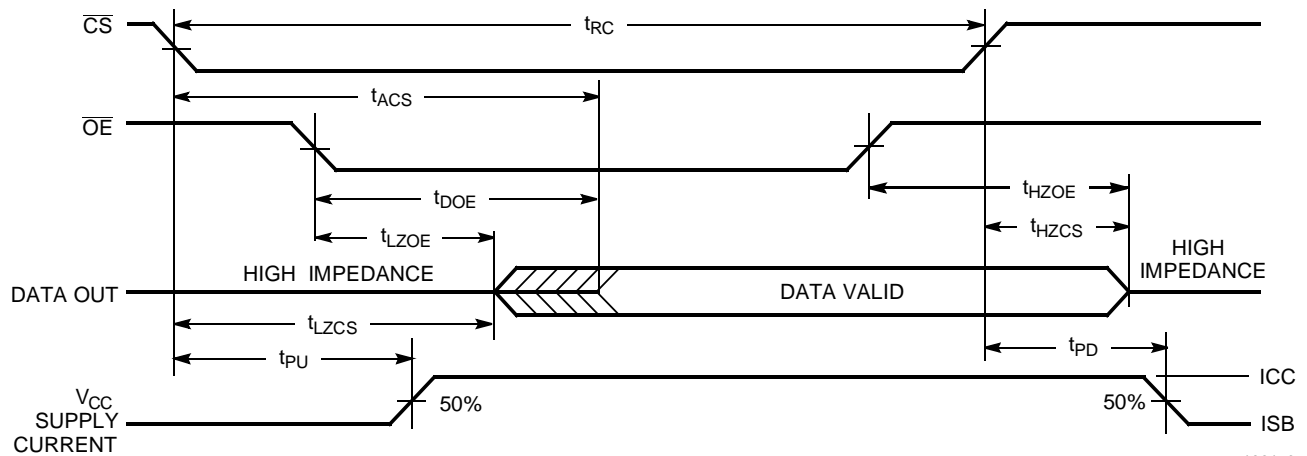 CS
tRC
tACS
OE
tDOE
tHZOE
tLZOE
tHZCS
HIGH IMPEDANCE
HIGH
IMPEDANCE
DATA OUT
DATA VALID
tLZCS
tPU
tPD
VCC
SUPPLY
CURRENT
50%
50%
ICC
ISB